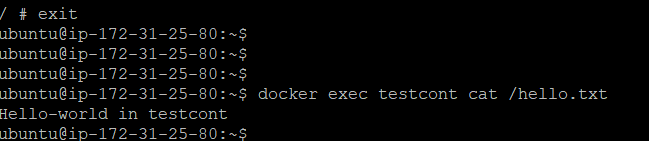 / # exit
ubuntu@ip-172-31-25-80:~$
ubuntu@ip-172-31-25-80:~$
ubuntu@ip-172-31-25-80:~$
ubuntu@ip-172-31-25-80:~$ docker exec testcont cat /hello.txt
Hello-world in testcont
ubuntu@ip-172-31-25-80:~$